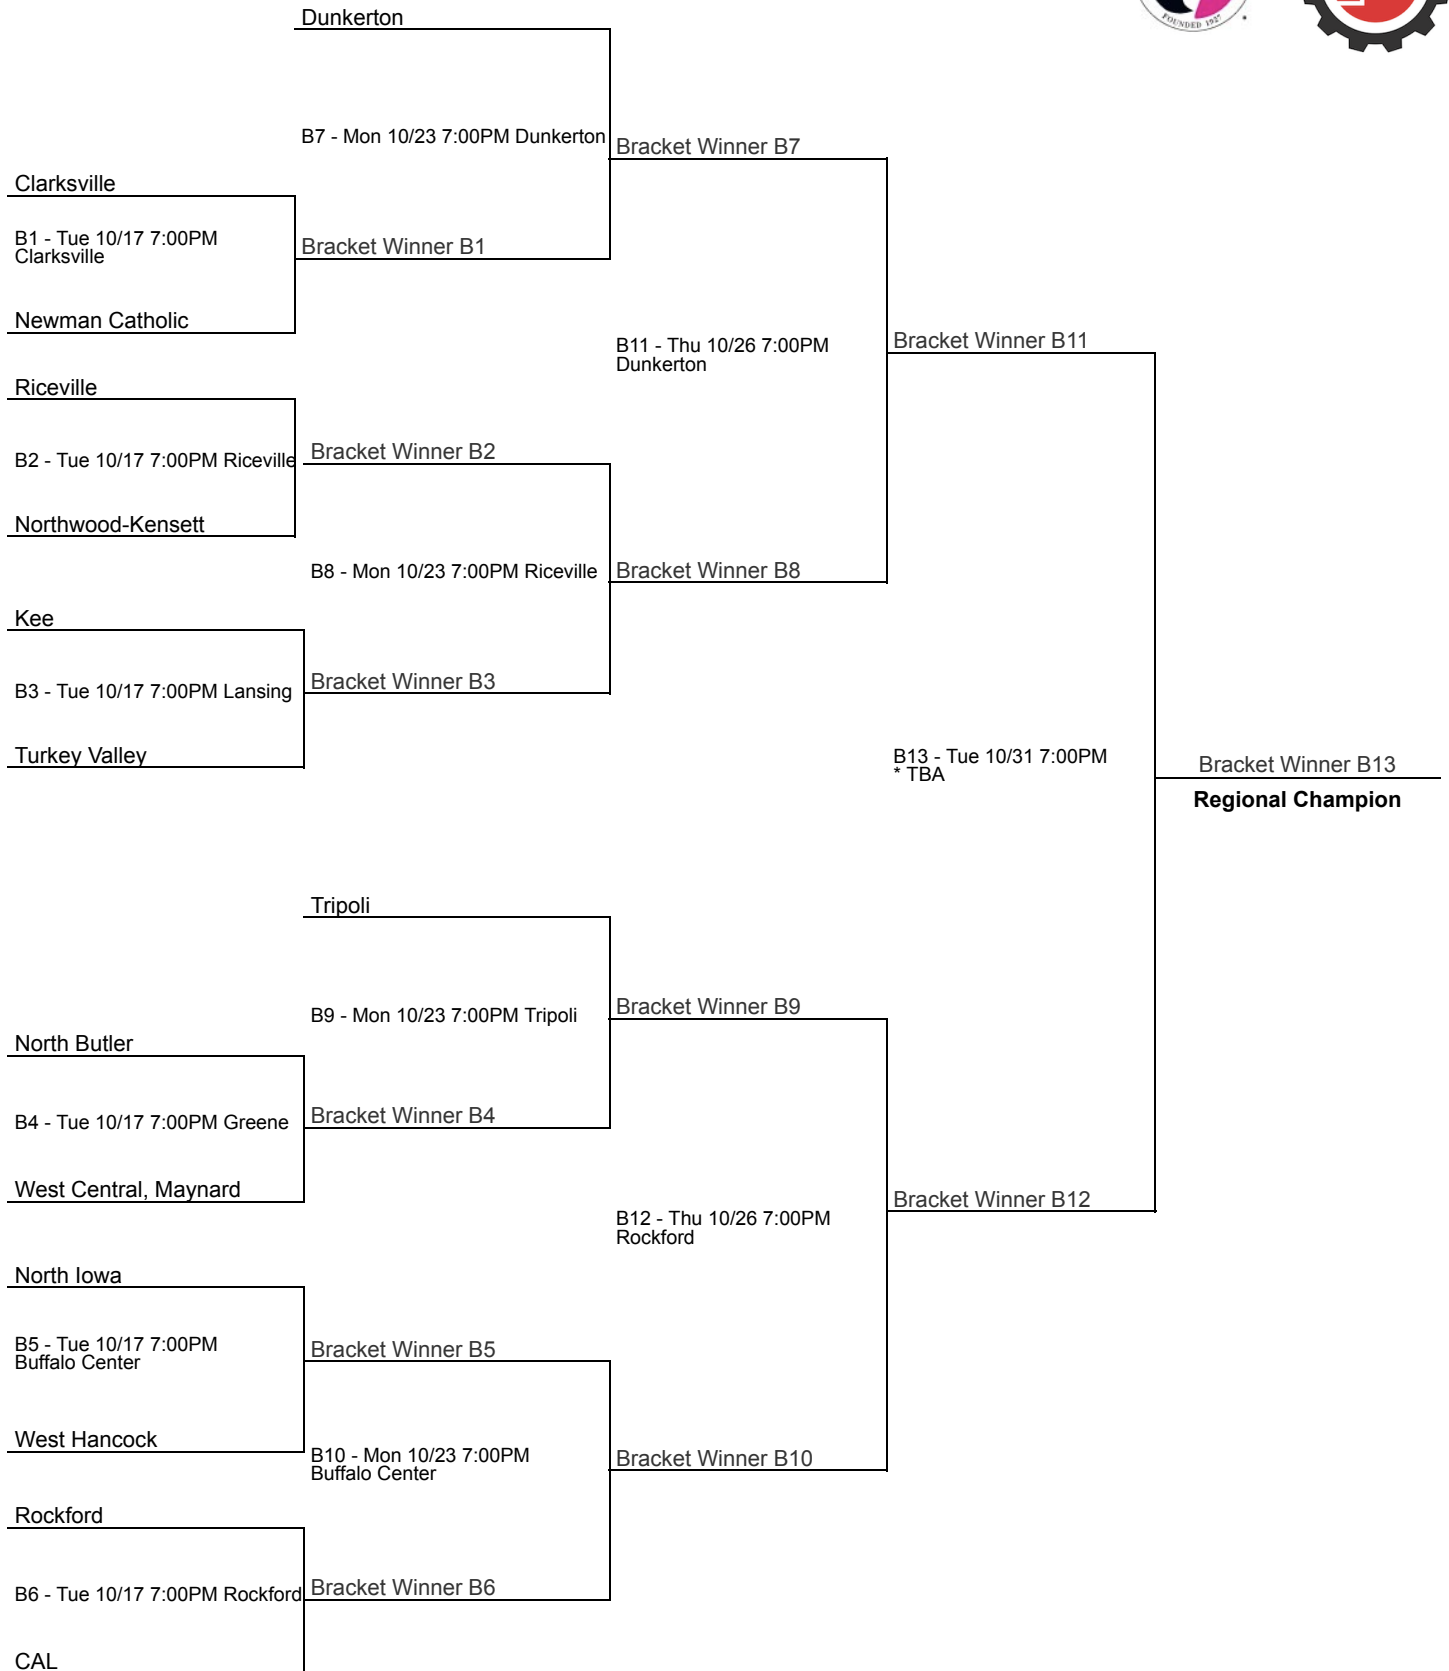 FOUNDED 1927
Dunkerton
B7 - Mon 10/23 7:00PM Dunkerton
Bracket Winner B7
Clarksville
B1 - Tue 10/17 7:00PM
Clarksville
Bracket Winner B1
Newman Catholic
B11 - Thu 10/26 7:00PM
Dunkerton
Bracket Winner B11
Riceville
B2 - Tue 10/17 7:00PM Riceville
Bracket Winner B2
Northwood-Kensett
B8 - Mon 10/23 7:00PM Riceville
Bracket Winner B8
Kee
B3 - Tue 10/17 7:00PM Lansing
Bracket Winner B3
Turkey Valley
B13 - Tue 10/31 7:00PM
* TBA
Bracket Winner B13
Regional Champion
Tripoli
B9 - Mon 10/23 7:00PM Tripoli
Bracket Winner B9
North Butler
B4 - Tue 10/17 7:00PM Greene
Bracket Winner B4
West Central, Maynard
B12 - Thu 10/26 7:00PM
Rockford
Bracket Winner B12
North Iowa
B5 - Tue 10/17 7:00PM
Buffalo Center
Bracket Winner B5
West Hancock
B10 - Mon 10/23 7:00PM
Buffalo Center
Bracket Winner B10
Rockford
B6 - Tue 10/17 7:00PM Rockford
Bracket Winner B6
CAL